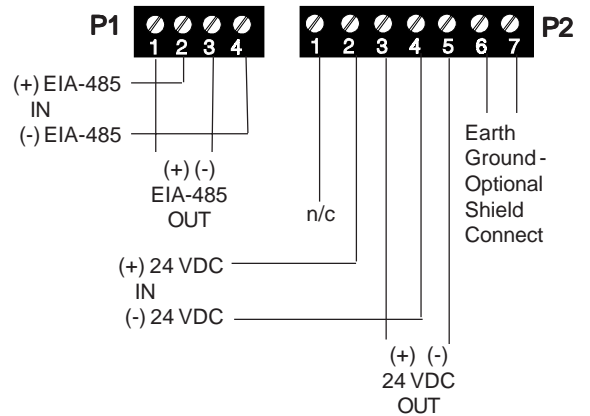 P1
1 2 3 4
1 2 3 4 5 6 7
P2
(+) EIA-485
IN
(-) EIA-485
(+) (-)
EIA-485
OUT
n/c
Earth
Ground -
Optional
Shield
Connect
(+) 24 VDC
IN
(-) 24 VDC
(+) (-)
24 VDC
OUT